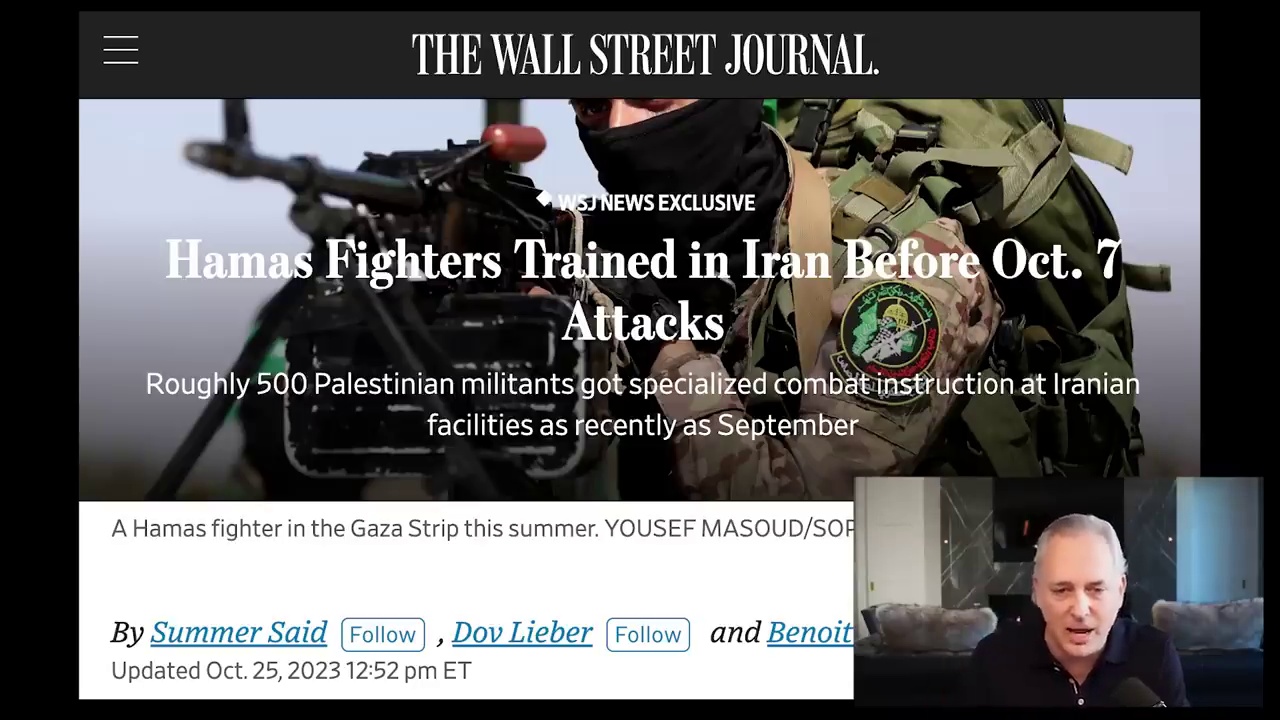 THE WALL STREET JOURNAL.
WSJ NEWS EXCLUSIVE
Hamas Fighters Trained in Iran Before Oct. 7
Attacks
Roughly 500 Palestinian militants got specialized combat instruction at Iranian
facilities as recently as September
A Hamas fighter in the Gaza Strip this summer. YOUSEF MASOUD/SOP
By Summer Said Follow , Dov Lieber Follow and Benoit
Updated Oct. 25, 2023 12:52 pm ET